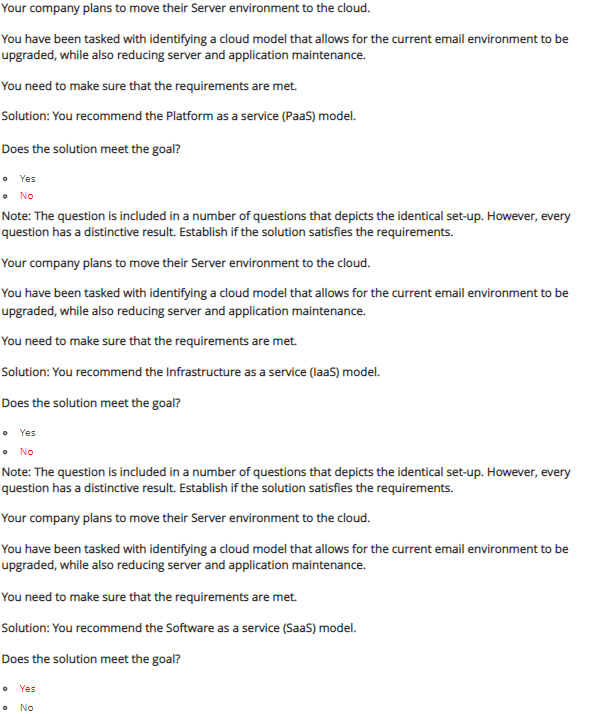 Your company plans to move their Server environment to the cloud.
You have been tasked with identifying a cloud model that allows for the current email environment to be
upgraded, while also reducing server and application maintenance.
You need to make sure that the requirements are met.
Solution: You recommend the Platform as a service (PaaS) model.
Does the solution meet the goal?
Yes
No
Note: The question is included in a number of questions that depicts the identical set-up. However, every
question has a distinctive result. Establish if the solution satisfies the requirements.
Your company plans to move their Server environment to the cloud.
You have been tasked with identifying a cloud model that allows for the current email environment to be
upgraded, while also reducing server and application maintenance.
You need to make sure that the requirements are met.
Solution: You recommend the Infrastructure as a service (IaaS) model.
Does the solution meet the goal?
Yes
No
Note: The question is included in a number of questions that depicts the identical set-up. However, every
question has a distinctive result. Establish if the solution satisfies the requirements.
Your company plans to move their Server environment to the cloud.
You have been tasked with identifying a cloud model that allows for the current email environment to be
upgraded, while also reducing server and application maintenance.
You need to make sure that the requirements are met.
Solution: You recommend the Software as a service (SaaS) model.
Does the solution meet the goal?
Yes
No